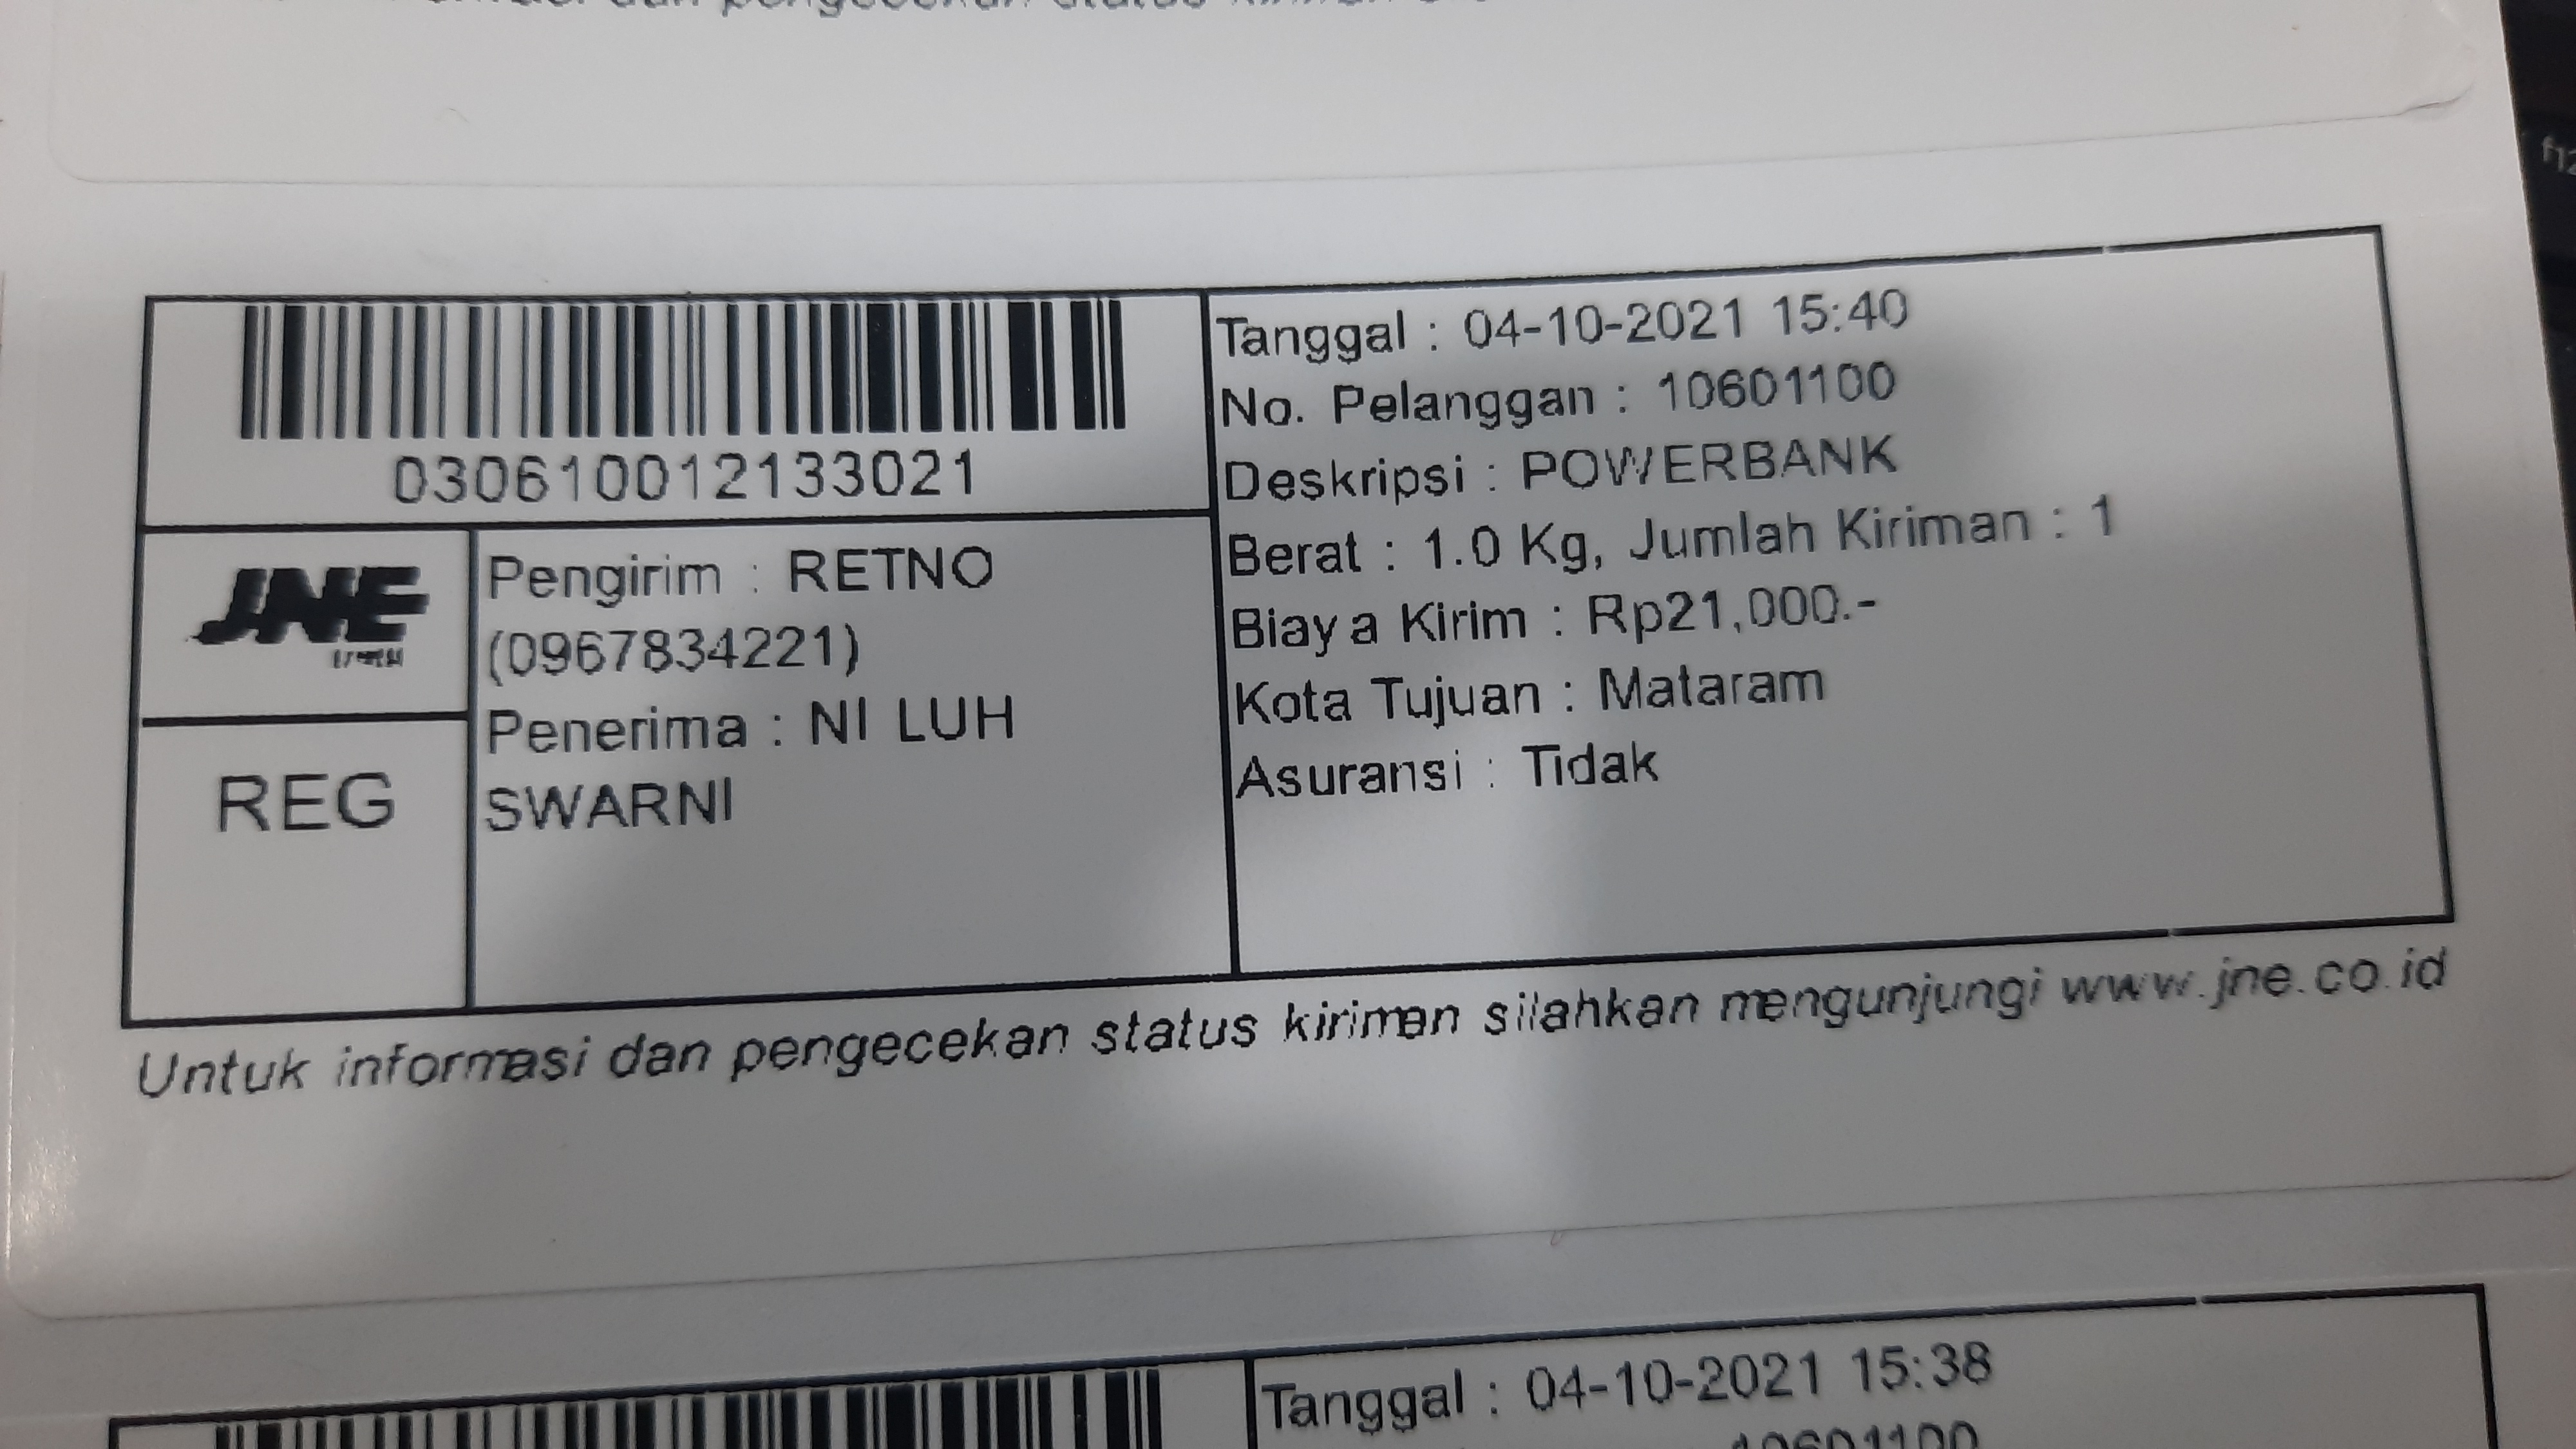 030610012133021
JNE
REG
Pengirim : RETNO
(0967834221)
Penerima : NI LUH
SWARNI
Tanggal : 04-10-2021 15:40
No. Pelanggan : 10601100
Deskripsi : POWERBANK
Berat : 1.0 Kg, Jumlah Kiriman : 1
Biaya Kirim : Rp21,000.-
Kota Tujuan : Mataram
Asuransi : Tidak
Untuk informasi dan pengecekan status kiriman silahkan mengunjungi www.jne.co.id
Tanggal : 04-10-2021 15:38